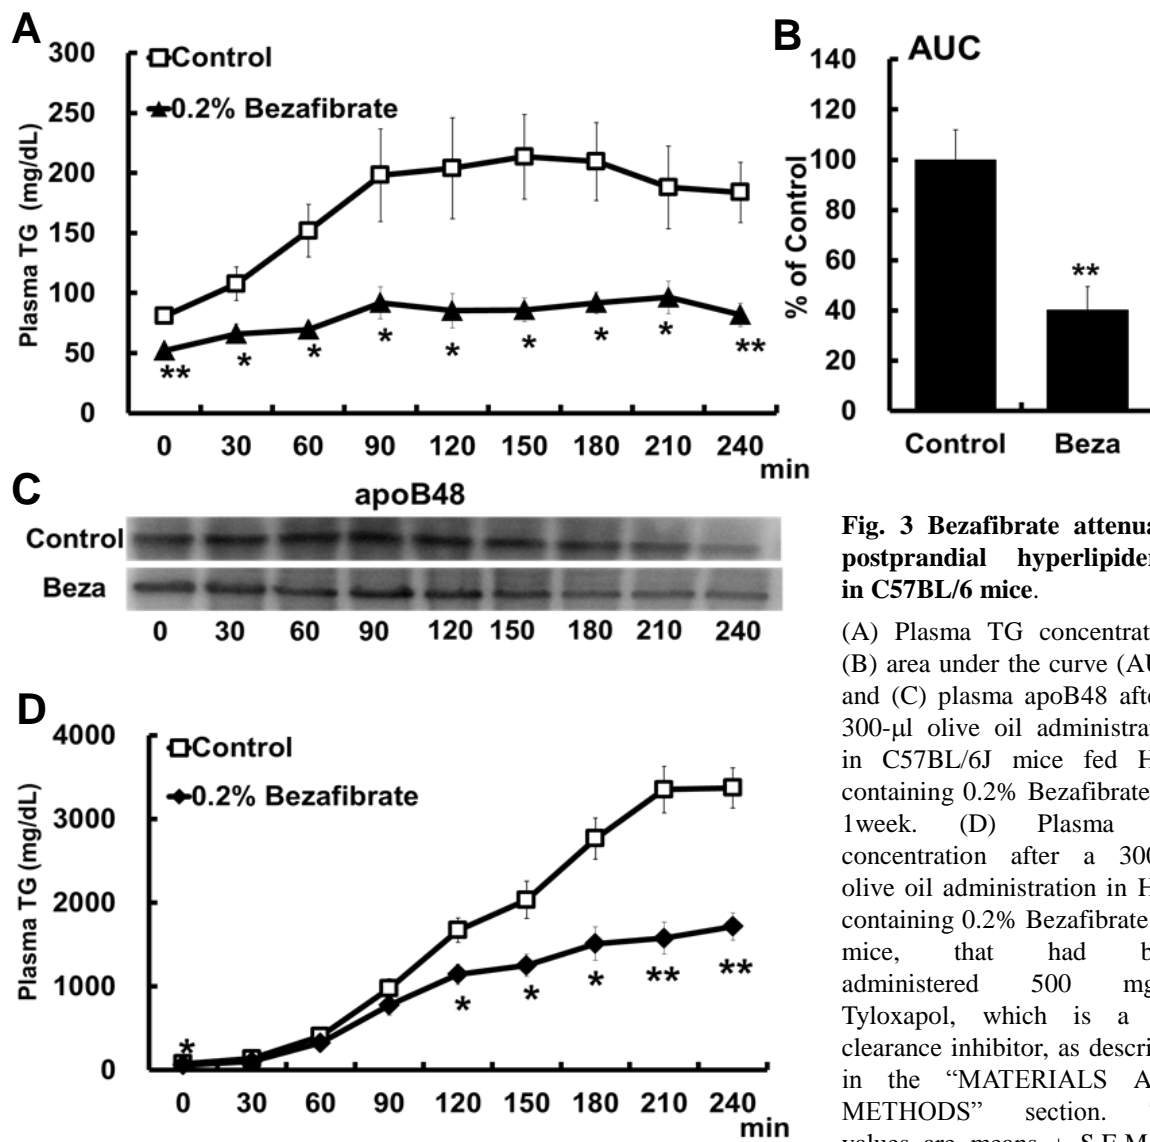 A
300
250
200
150
100
50
0
Plasma TG (mg/dL)
Control
0.2% Bezafibrate
**
*
*
*
*
*
*
*
**
0 30 60 90 120 150 180 210 240
min
B
AUC
140
120
100
80
60
40
20
0
% of Control
**
Control Beza
C
apoB48
Control
Beza
0 30 60 90 120 150 180 210 240
D
4000
3000
2000
1000
0
Plasma TG (mg/dL)
Control
0.2% Bezafibrate
*
*
*
*
**
**
0 30 60 90 120 150 180 210 240
min
Fig. 3 Bezafibrate attenua
postprandial hyperlipider
in C57BL/6 mice.
(A) Plasma TG concentrat
(B) area under the curve (AU
and (C) plasma apoB48 afte
300-μl olive oil administrat
in C57BL/6J mice fed H
containing 0.2% Bezafibrate
1week. (D) Plasma
concentration after a 300
olive oil administration in H
containing 0.2% Bezafibrate
mice, that had b
administered 500 mg
Tyloxapol, which is a
clearance inhibitor, as descri
in the “MATERIALS A
METHODS” section.
values are means ± S.E.M